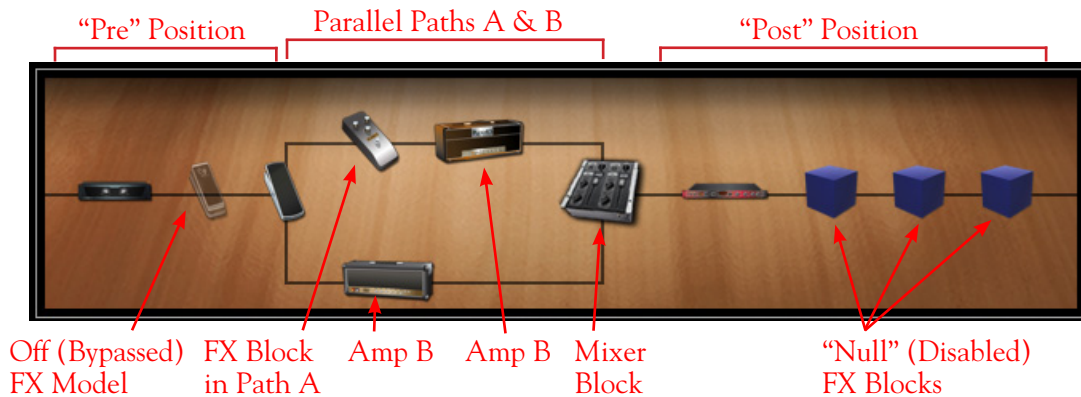 “Pre” Position
Parallel Paths A & B
“Post” Position
Off (Bypassed)
FX Model
FX Block
in Path A
Amp B
Amp B
Mixer
Block
“Null” (Disabled)
FX Blocks